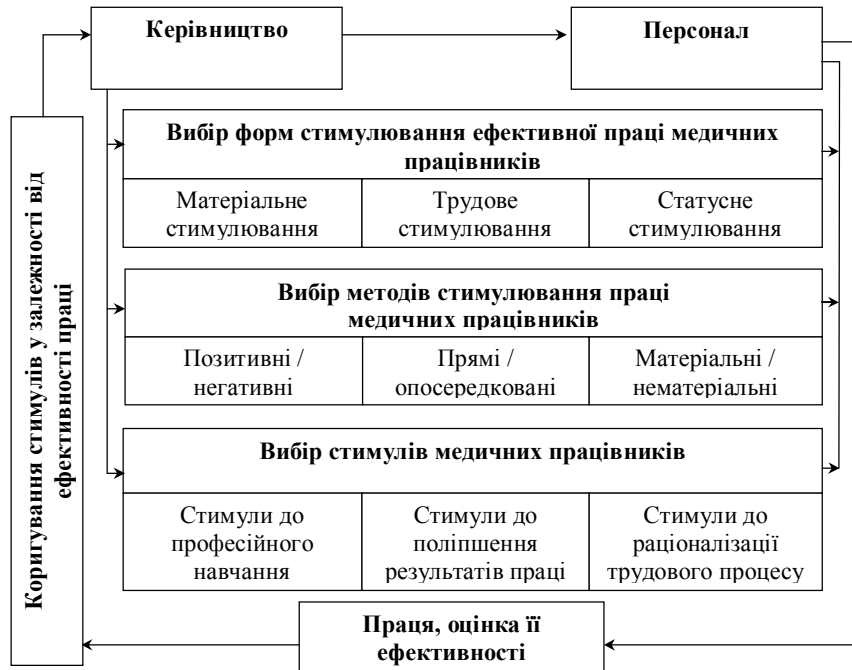 Керівництво
Персонал
Коригування стимулів у залежності від
ефективності праці
Вибір форм стимулювання ефективної праці медичних
працівників
Матеріальне
стимулювання
Трудове
стимулювання
Статусне
стимулювання
Вибір методів стимулювання праці
медичних працівників
Позитивні /
негативні
Прямі /
опосередковані
Матеріальні /
нематеріальні
Вибір стимулів медичних працівників
Стимули до
професійного
навчання
Стимули до
поліпшення
результатів праці
Стимули до
раціоналізації
трудового процесу
Праця, оцінка її
ефективності